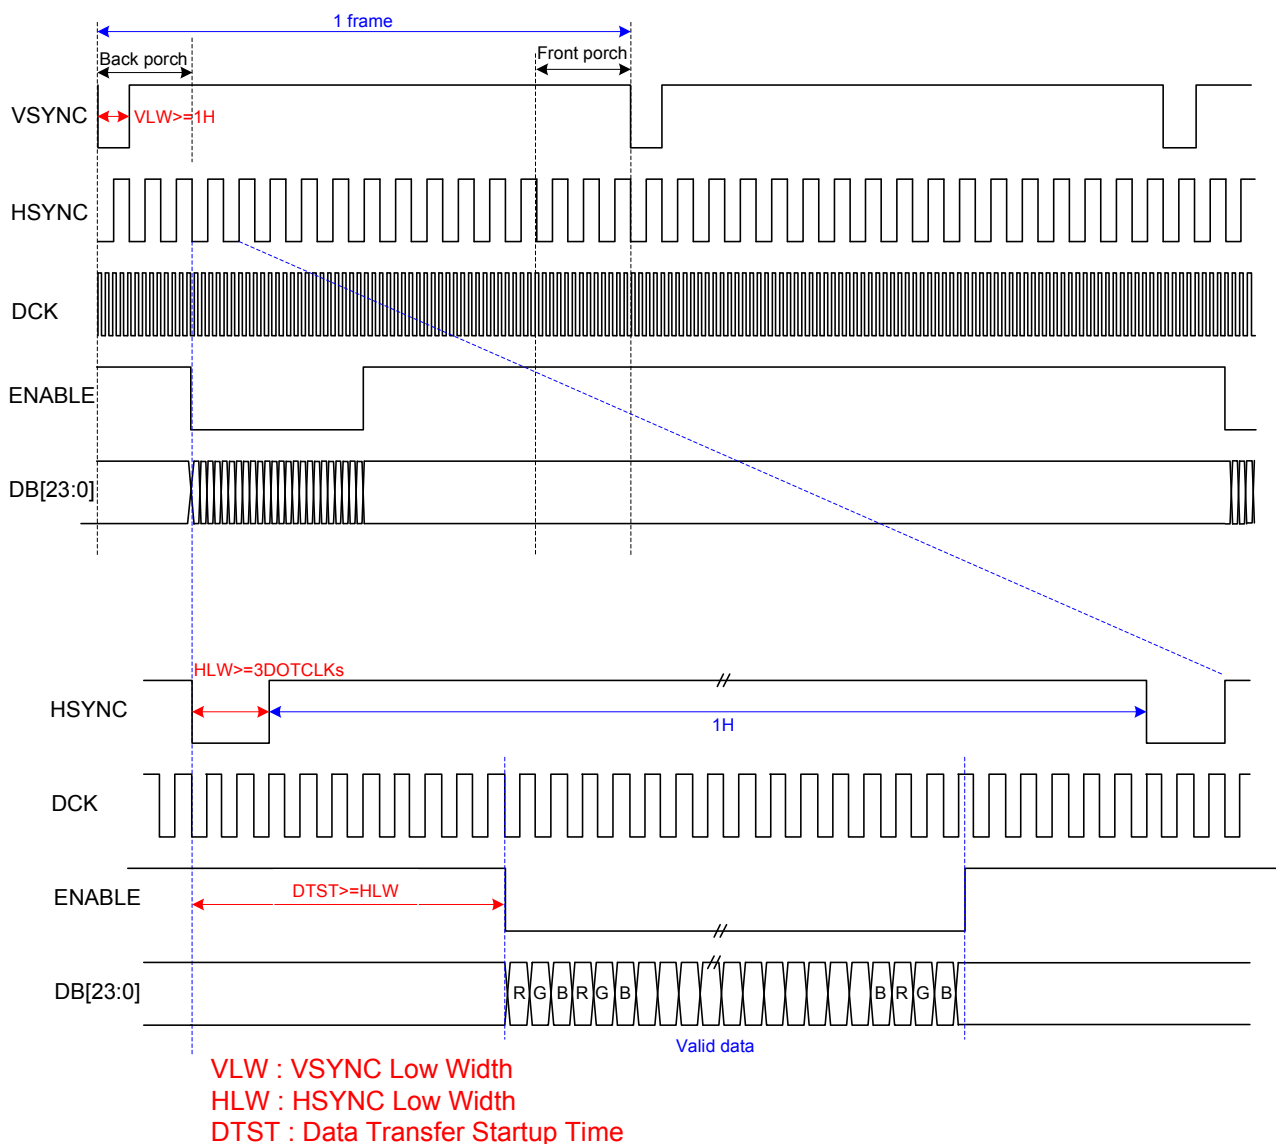 1 frame
Back porch
Front porch
VSYNC
VLW>=1H
HSYNC
DCK
ENABLE
DB[23:0]
HLW>=3DOTCLKs
HSYNC
1H
DCK
ENABLE
DTST>=HLW
DB[23:0]
R G B R G B B R G B
Valid data
VLW : VSYNC Low Width
HLW : HSYNC Low Width
DTST : Data Transfer Startup Time